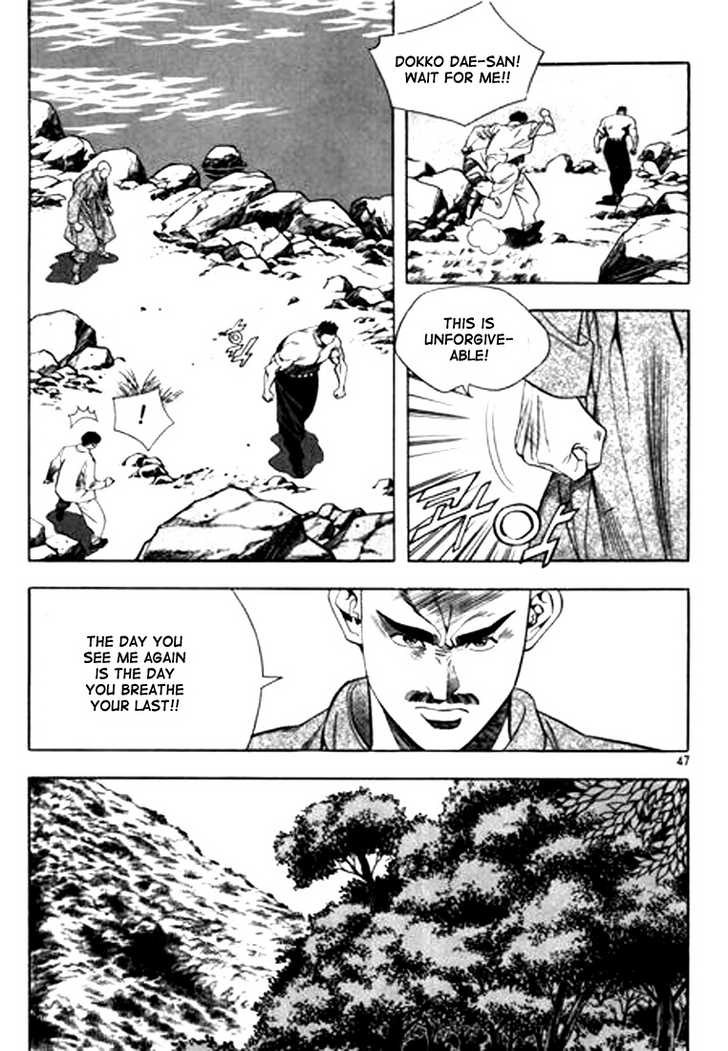 DOKKO DAE-SAN!
WAIT FOR ME!!
!
THIS IS
UNFORGIVE-
ABLE!
THE DAY YOU
SEE ME AGAIN
IS THE DAY
YOU BREATHE
YOUR LAST!!
47